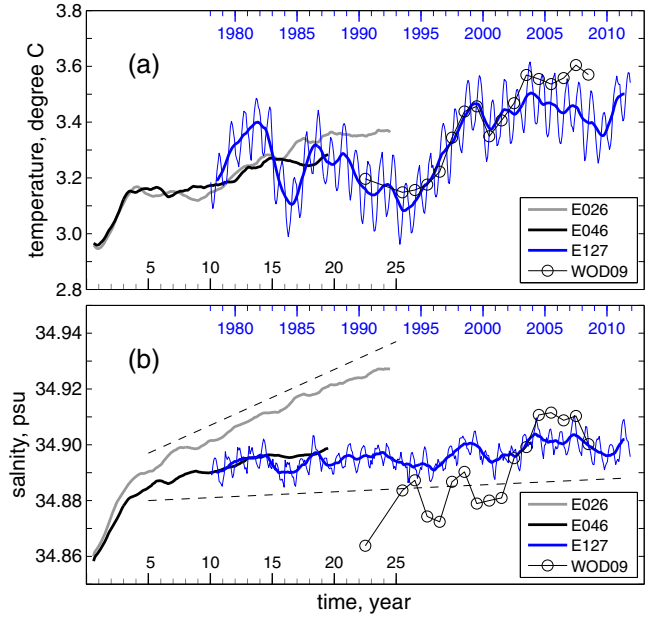 3.8
1980 1985 1990 1995 2000 2005 2010
(a)
3.6
3.4
3.2
3.0
2.8
temperature, degree C
E026
E046
E127
WOD09
5 10 15 20 25
34.94
1980 1985 1990 1995 2000 2005 2010
(b)
34.92
34.90
34.88
34.86
salnity, psu
E026
E046
E127
WOD09
5 10 15 20 25
time, year